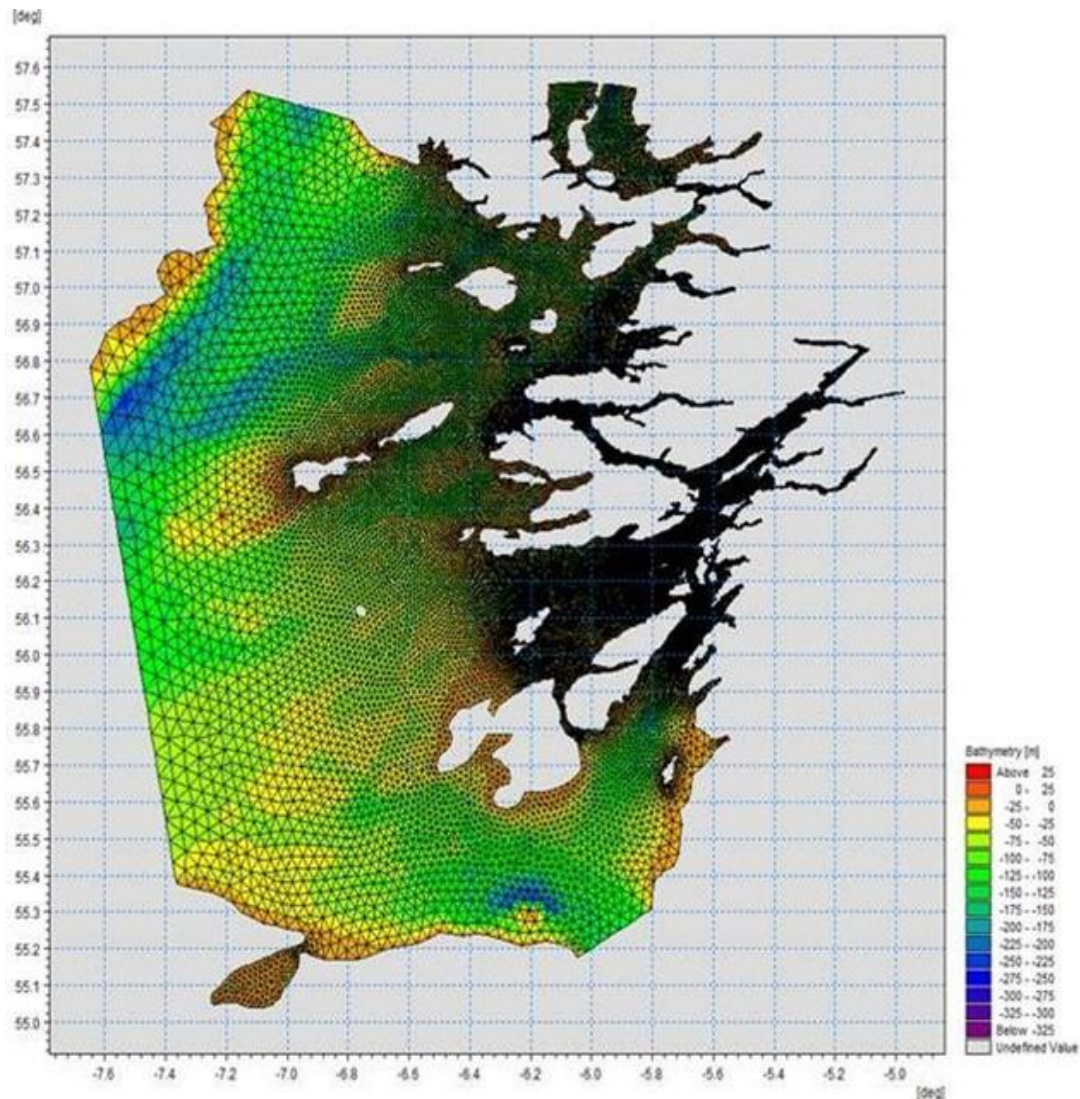 [deg]
57.6
57.5
57.4
57.3
57.2
57.1
57.0
56.9
56.8
56.7
56.6
56.5
56.4
56.3
56.2
56.1
56.0
55.9
55.8
55.7
55.6
55.5
55.4
55.3
55.2
55.1
55.0
-7.6 -7.4 -7.2 -7.0 -6.8 -6.6 -6.4 -6.2 -6.0 -5.8 -5.6 -5.4 -5.2 -5.0
[deg]
Bathymetry [m]
Above 25
0 - 25
-25 - 0
-50 - -25
-75 - -50
-100 - -75
-125 - -100
-150 - -125
-175 - -150
-200 - -175
-225 - -200
-250 - -225
-275 - -250
-300 - -275
-325 - -300
Below -325
Undefined Value